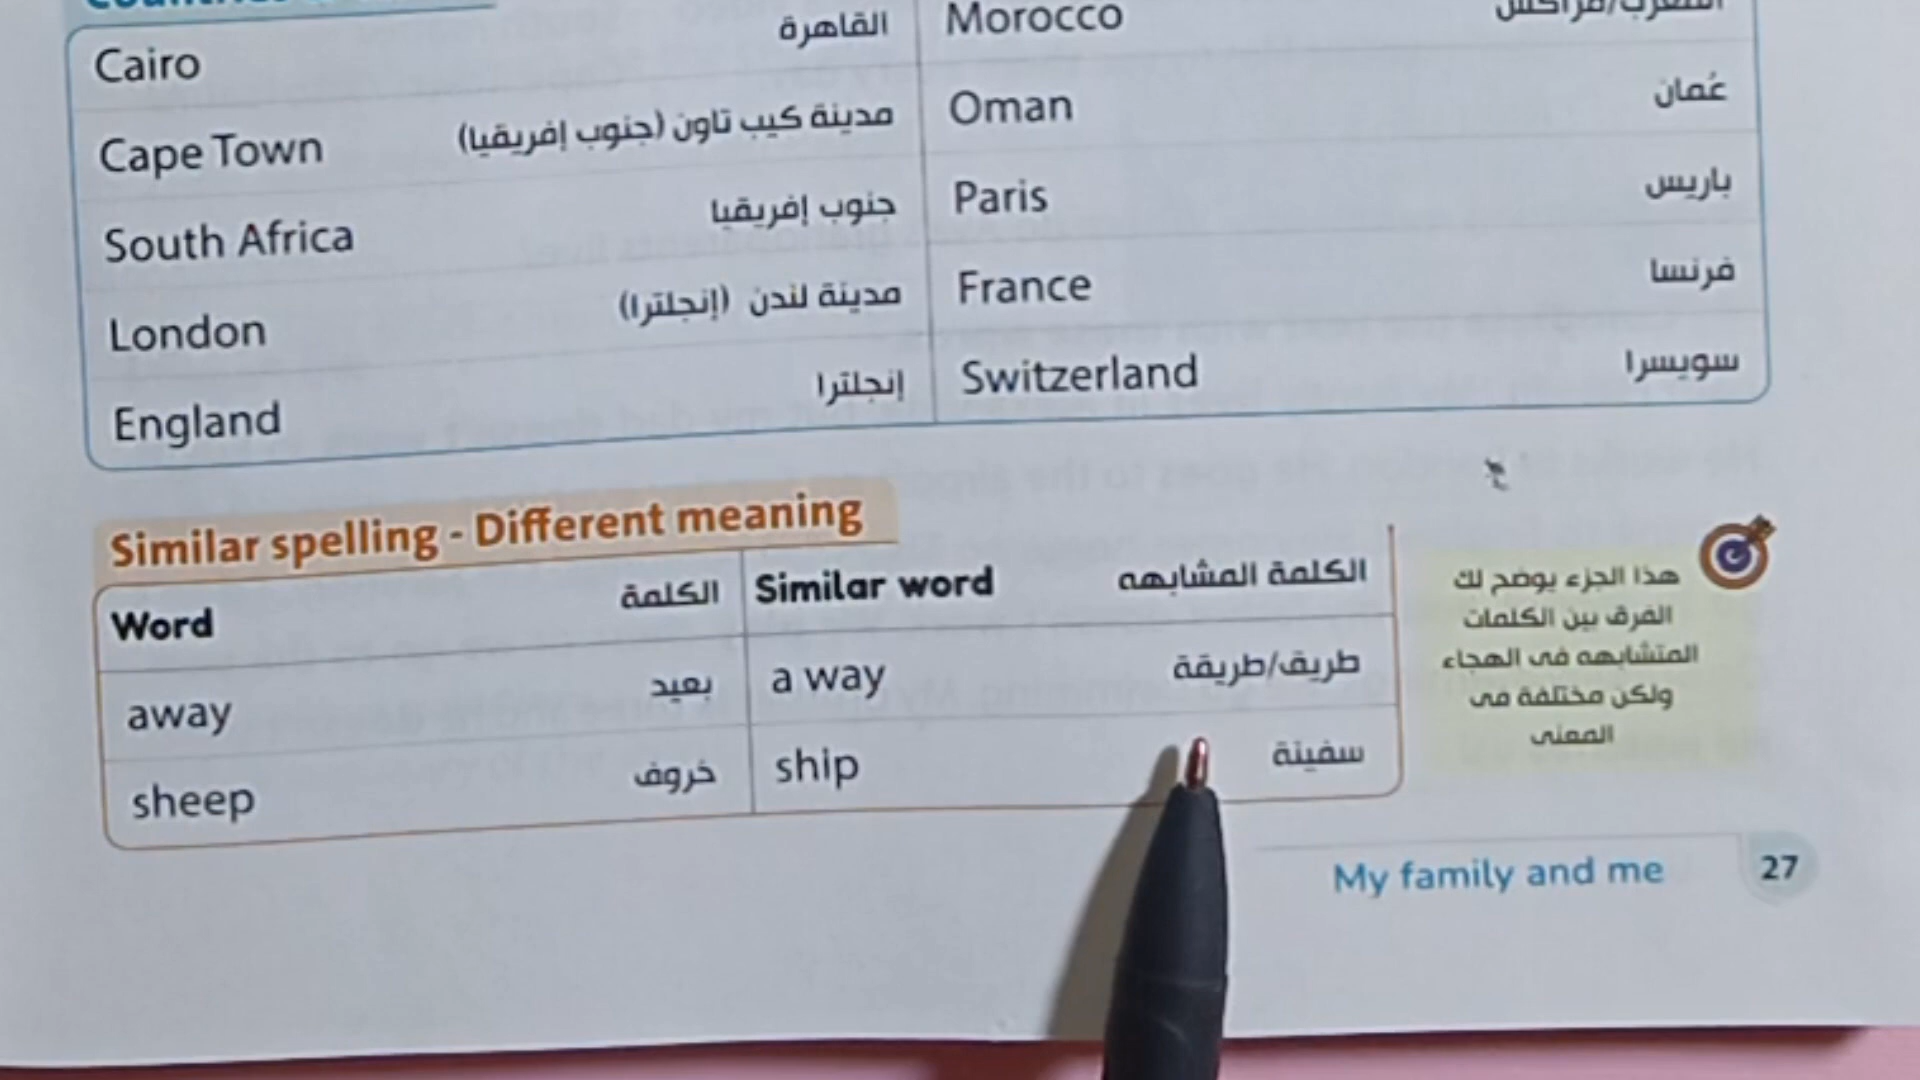 Cairo القاهرة Morocco
Cape Town مدينة كيب تاون (جنوب إفريقيا) Oman عُمان
South Africa جنوب إفريقيا Paris باريس
London مدينة لندن (إنجلترا) France فرنسا
England إنجلترا Switzerland سويسرا
Similar spelling - Different meaning
Word الكلمة Similar word الكلمة المشابهه
away بعيد a way طريق/طريقة
sheep خروف ship سفينة
هذا الجزء يوضح لك
الفرق بين الكلمات
المتشابهه فى الهجاء
ولكن مختلفة فى
المعنى
My family and me 27